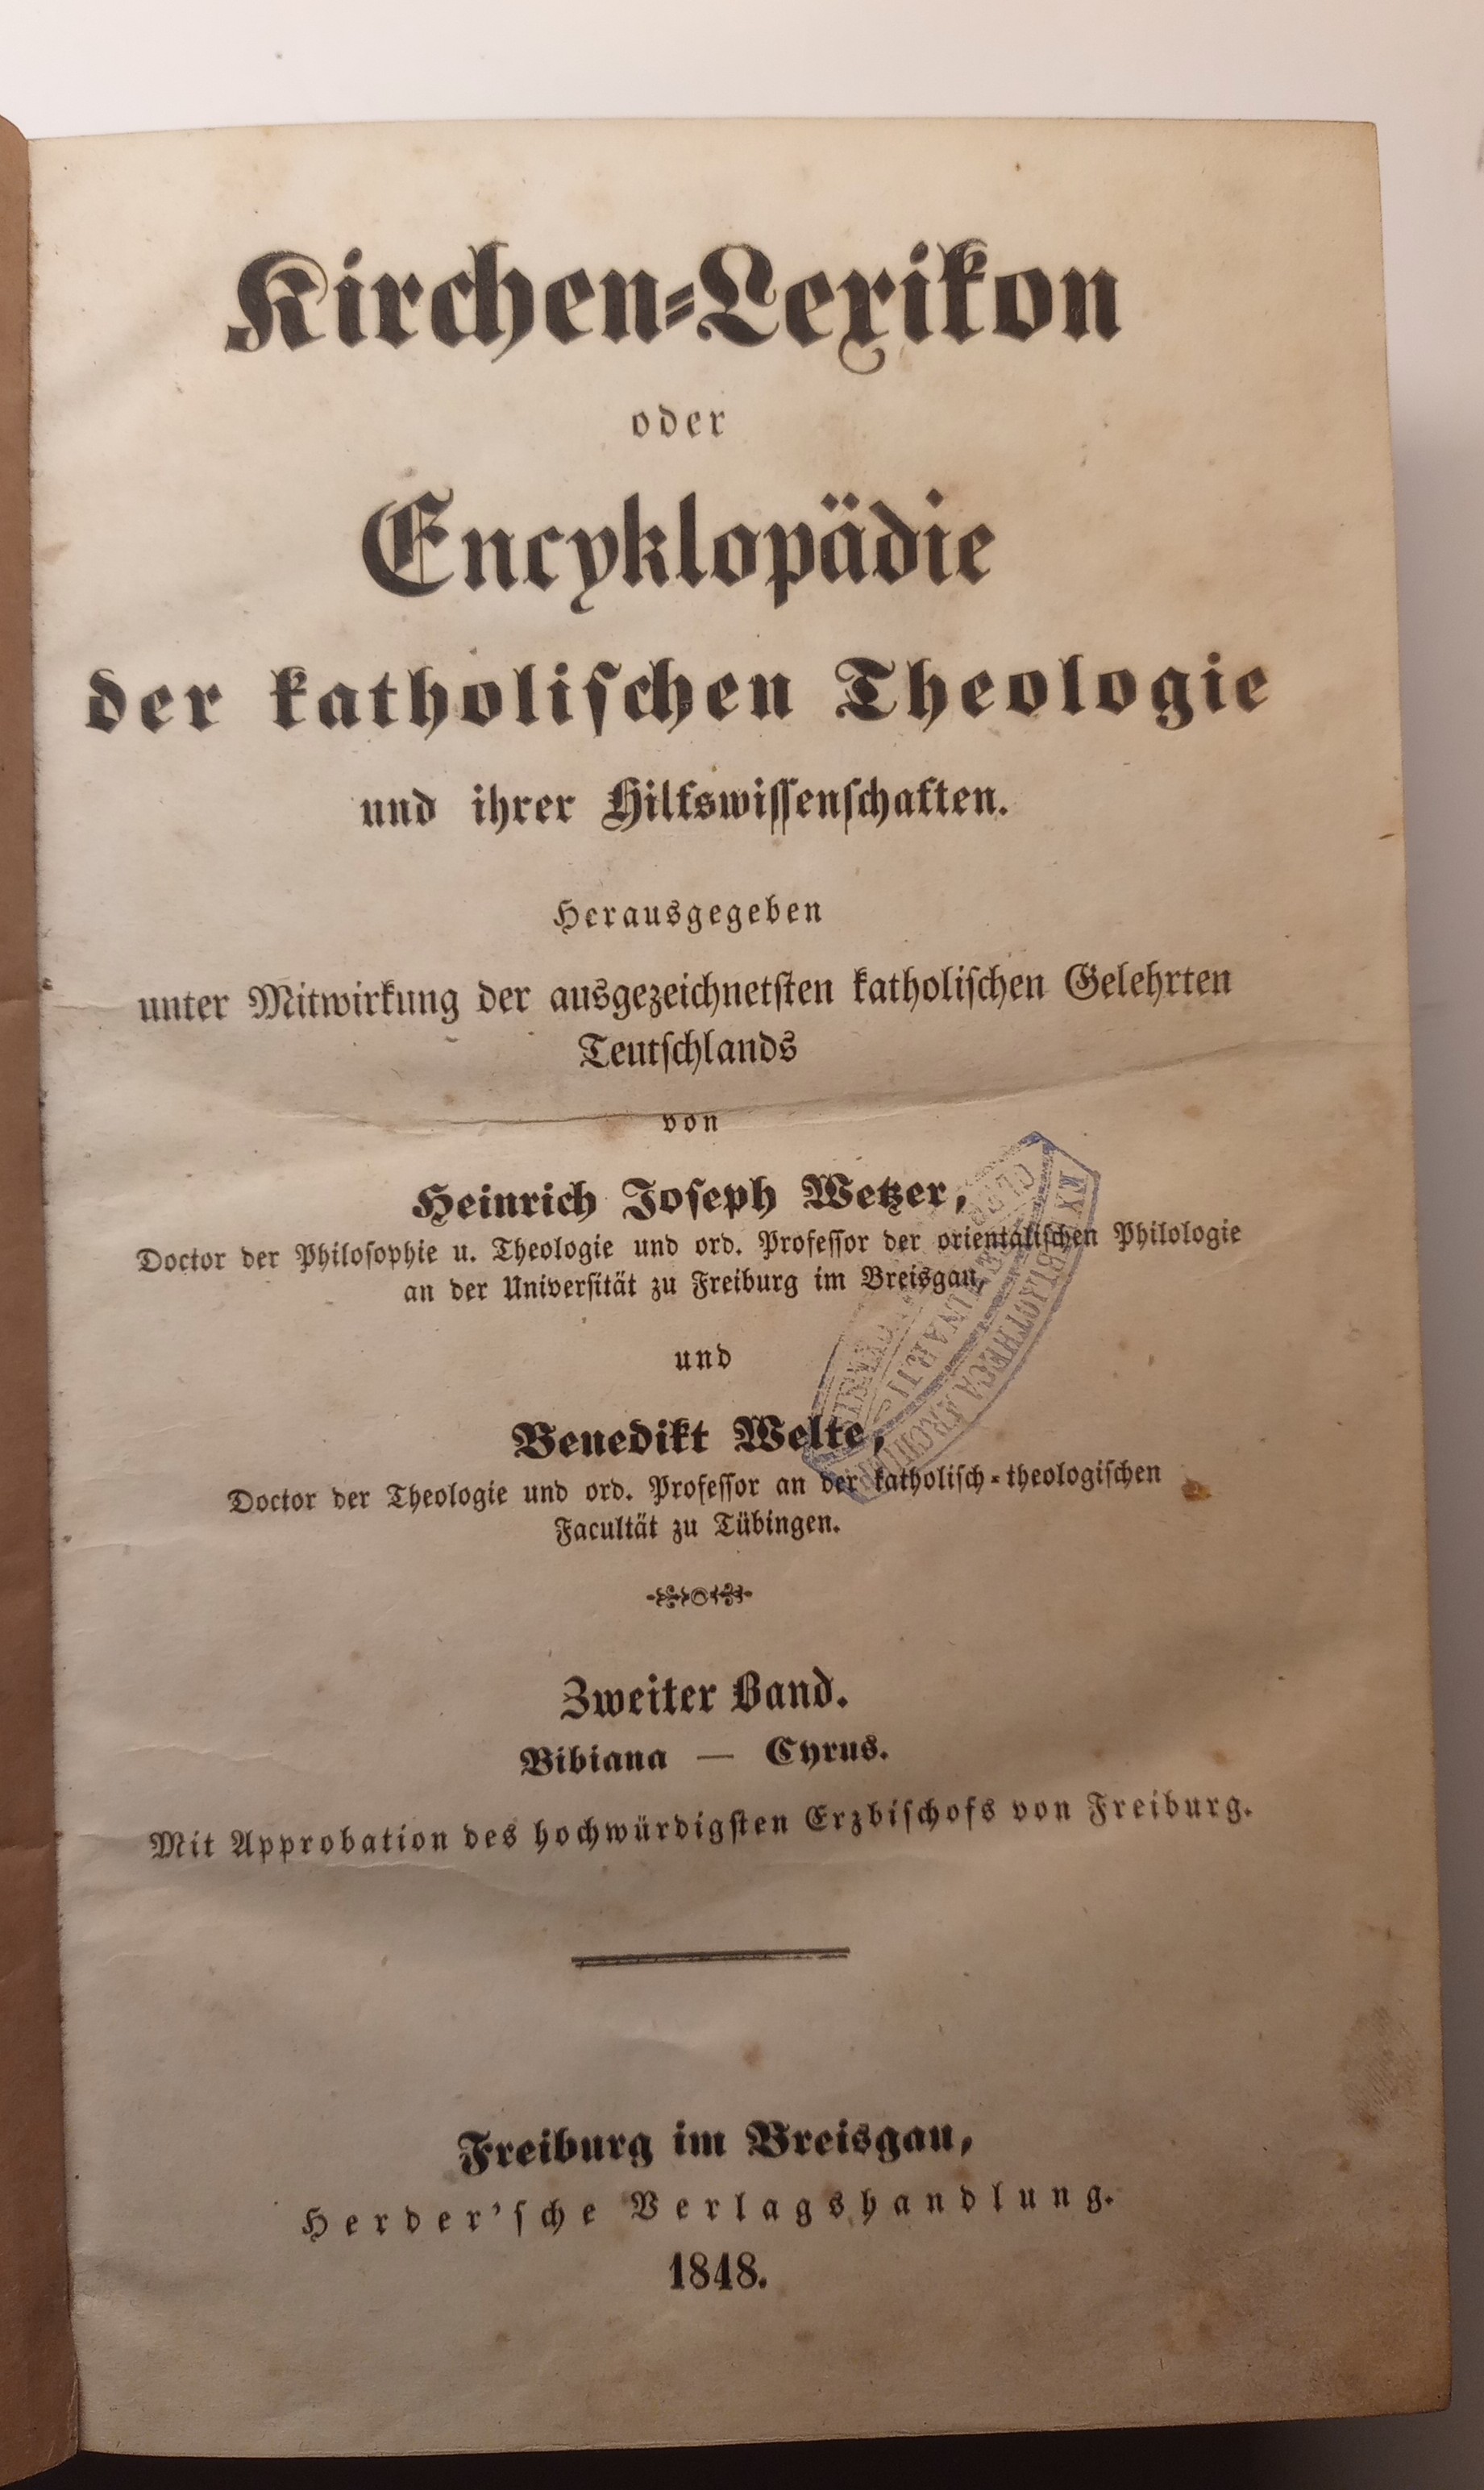 Kirchen-Lexikon
oder
Encyklopädie
der katholiſchen Theologie
und ihrer Hilfswiſſenſchaften.
Herausgegeben
unter Mitwirkung der ausgezeichnetſten katholiſchen Gelehrten
Teutſchlands
von
Heinrich Joſeph Wetzer,
Doctor der Philoſophie u. Theologie und ord. Profeſſor der orientaliſchen Philologie
an der Univerſität zu Freiburg im Breisgau,
und
Benedikt Welte,
Doctor der Theologie und ord. Profeſſor an der katholiſch-theologiſchen
Facultät zu Tübingen.
Zweiter Band.
Bibiana — Cyrus.
Mit Approbation des hochwürdigſten Erzbiſchofs von Freiburg.
Freiburg im Breisgau,
Herder'ſche Verlagshandlung.
1848.
EX BIBLIOTHECA